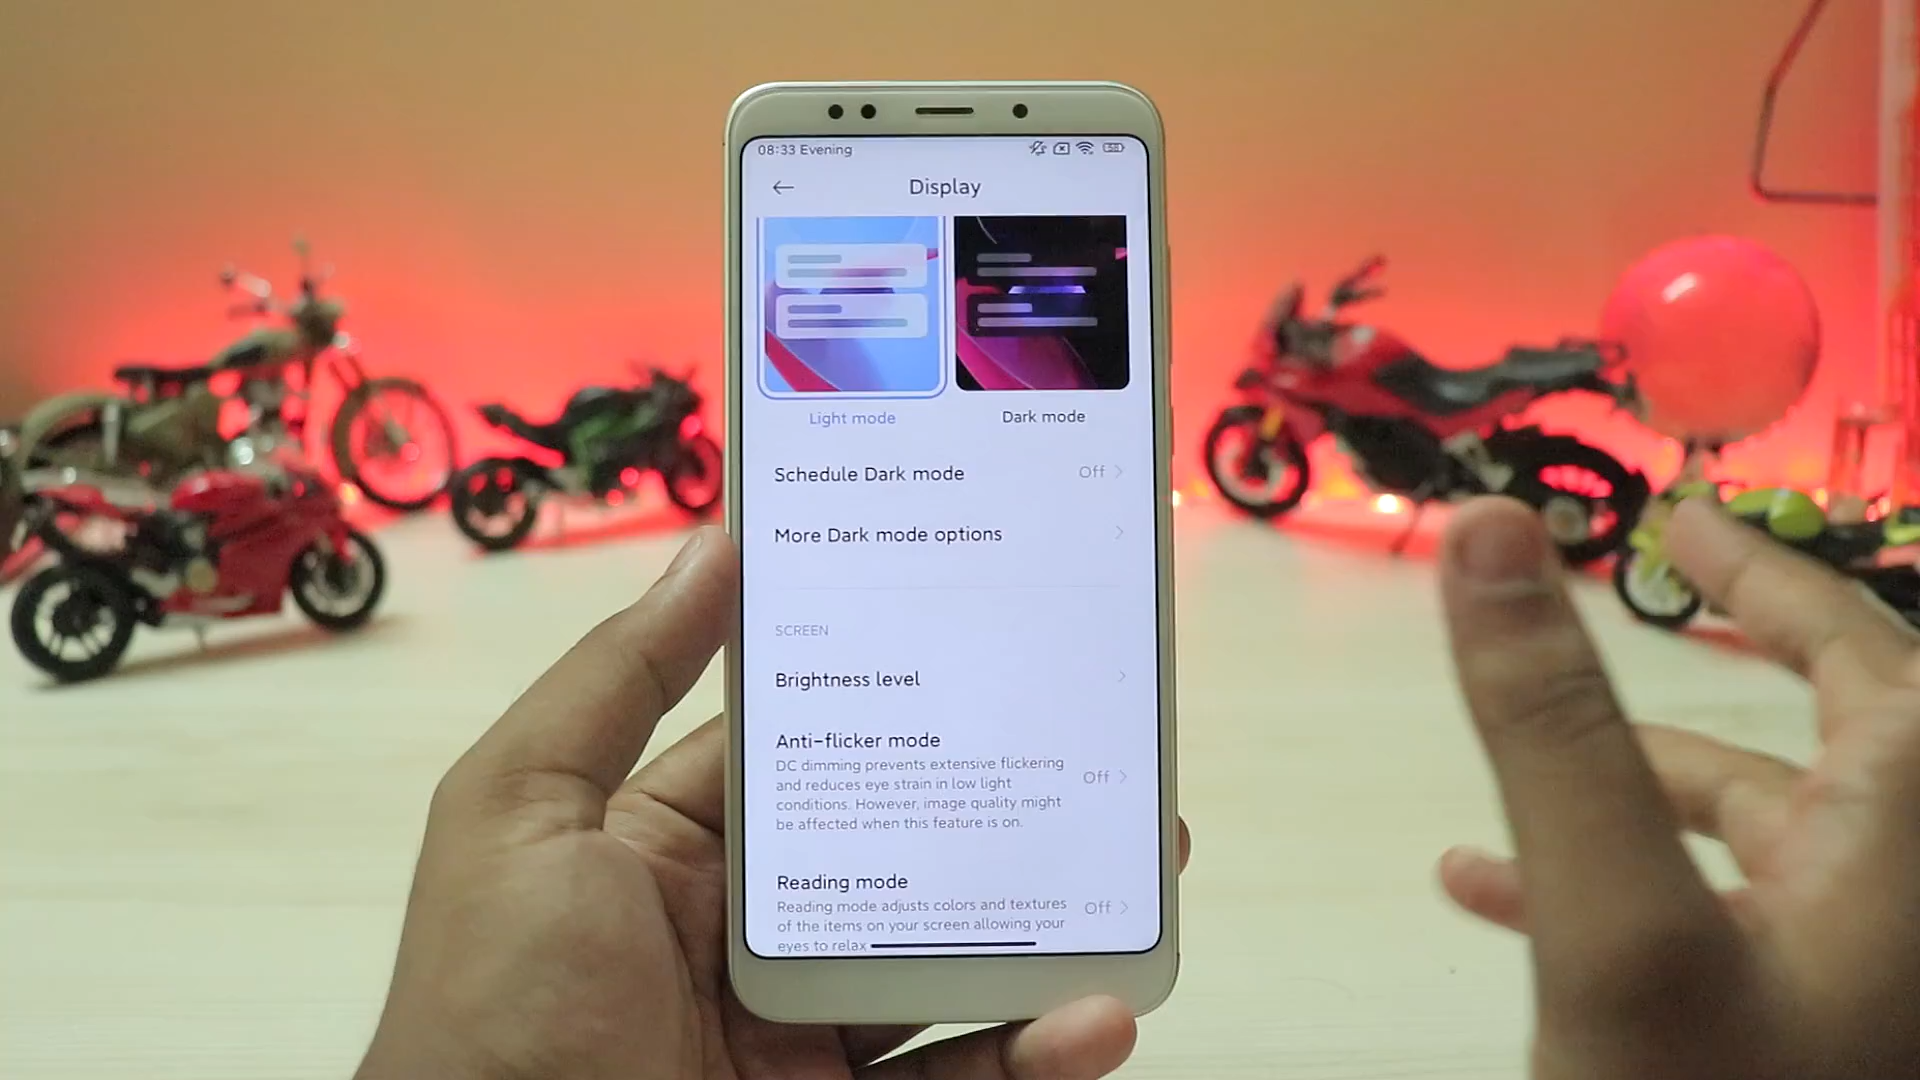 08:33 Evening
58
Display
Light mode
Dark mode
Schedule Dark mode
Off
More Dark mode options
SCREEN
Brightness level
Anti-flicker mode
DC dimming prevents extensive flickering
and reduces eye strain in low light
conditions. However, image quality might
be affected when this feature is on.
Off
Reading mode
Reading mode adjusts colors and textures
of the items on your screen allowing your
eyes to relax
Off